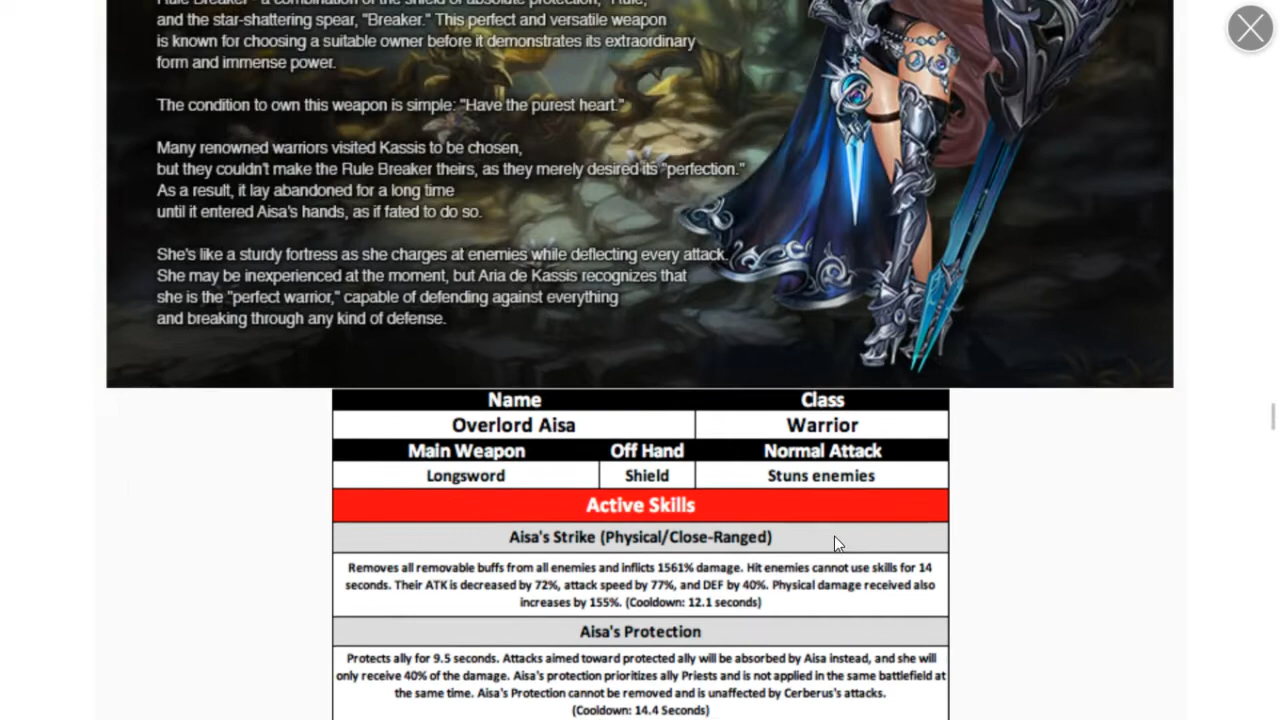 Rule Breaker - a combination of the shield of absolute protection, "Rule,"
and the star-shattering spear, "Breaker." This perfect and versatile weapon
is known for choosing a suitable owner before it demonstrates its extraordinary
form and immense power.
The condition to own this weapon is simple: "Have the purest heart."
Many renowned warriors visited Kassis to be chosen,
but they couldn't make the Rule Breaker theirs, as they merely desired its "perfection."
As a result, it lay abandoned for a long time
until it entered Aisa's hands, as if fated to do so.
She's like a sturdy fortress as she charges at enemies while deflecting every attack.
She may be inexperienced at the moment, but Aria de Kassis recognizes that
she is the "perfect warrior," capable of defending against everything
and breaking through any kind of defense.
Name Class
Overlord Aisa Warrior
Main Weapon Off Hand Normal Attack
Longsword Shield Stuns enemies
Active Skills
Aisa's Strike (Physical/Close-Ranged)
Removes all removable buffs from all enemies and inflicts 1561% damage. Hit enemies cannot use skills for 14
seconds. Their ATK is decreased by 72%, attack speed by 77%, and DEF by 40%. Physical damage received also
increases by 155%. (Cooldown: 12.1 seconds)
Aisa's Protection
Protects ally for 9.5 seconds. Attacks aimed toward protected ally will be absorbed by Aisa instead, and she will
only receive 40% of the damage. Aisa's protection prioritizes ally Priests and is not applied in the same battlefield at
the same time. Aisa's Protection cannot be removed and is unaffected by Cerberus's attacks.
(Cooldown: 14.4 Seconds)